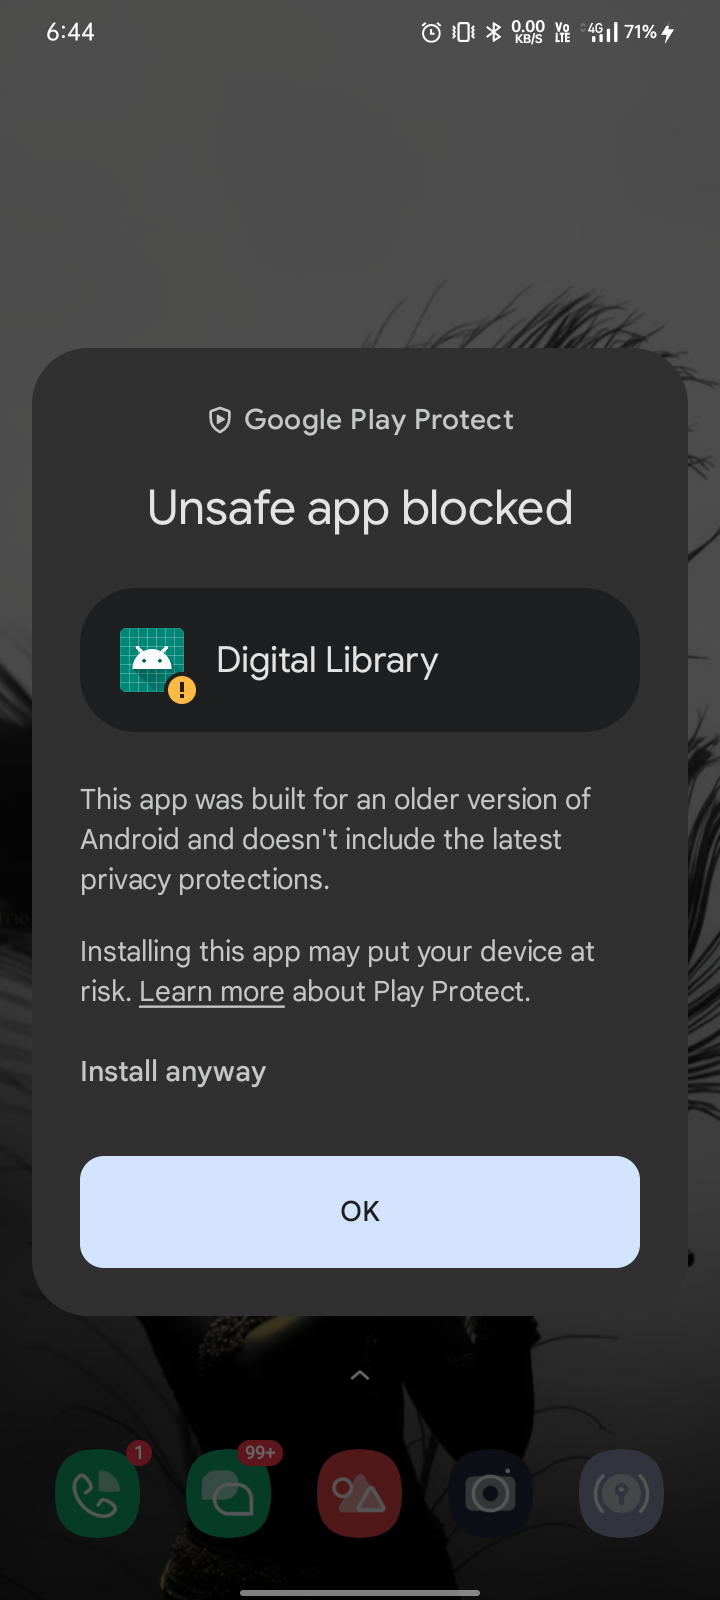 6:44
0.00
KB/S
Vo
LTE
4G
71%
Google Play Protect
Unsafe app blocked
Digital Library
This app was built for an older version of
Android and doesn't include the latest
privacy protections.
Installing this app may put your device at
risk. Learn more about Play Protect.
Install anyway
OK
1
99+